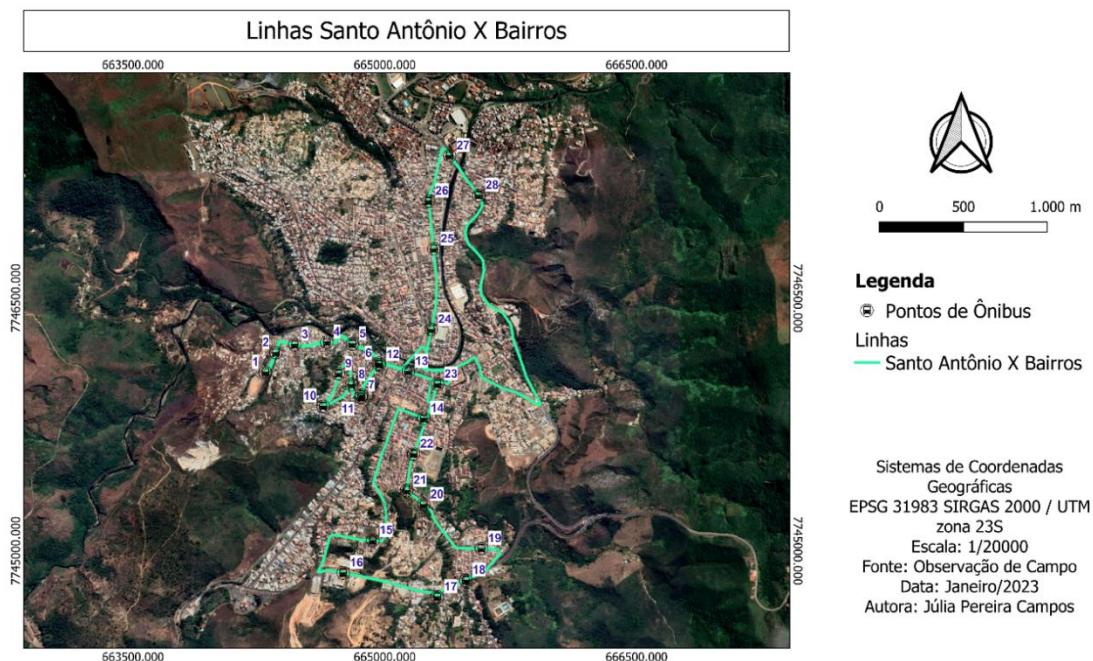 Linhas Santo Antônio X Bairros
663500.000 665000.000 666500.000
7746500.000
7745000.000
7746500.000
7745000.000
27
28
26
25
24
1 2 3 4 5
6
12
13
9
8
7
10
11
23
14
22
21
20
15
19
16
18
17
663500.000 665000.000 666500.000
0 500 1.000 m
Legenda
Pontos de Ônibus
Linhas
Santo Antônio X Bairros
Sistemas de Coordenadas
Geográficas
EPSG 31983 SIRGAS 2000 / UTM
zona 23S
Escala: 1/20000
Fonte: Observação de Campo
Data: Janeiro/2023
Autora: Júlia Pereira Campos